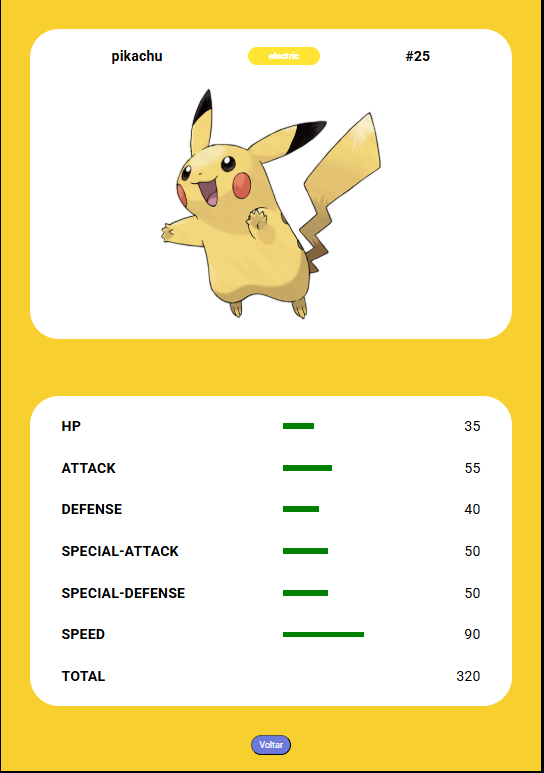 pikachu electric #25
HP 35
ATTACK 55
DEFENSE 40
SPECIAL-ATTACK 50
SPECIAL-DEFENSE 50
SPEED 90
TOTAL 320
Voltar